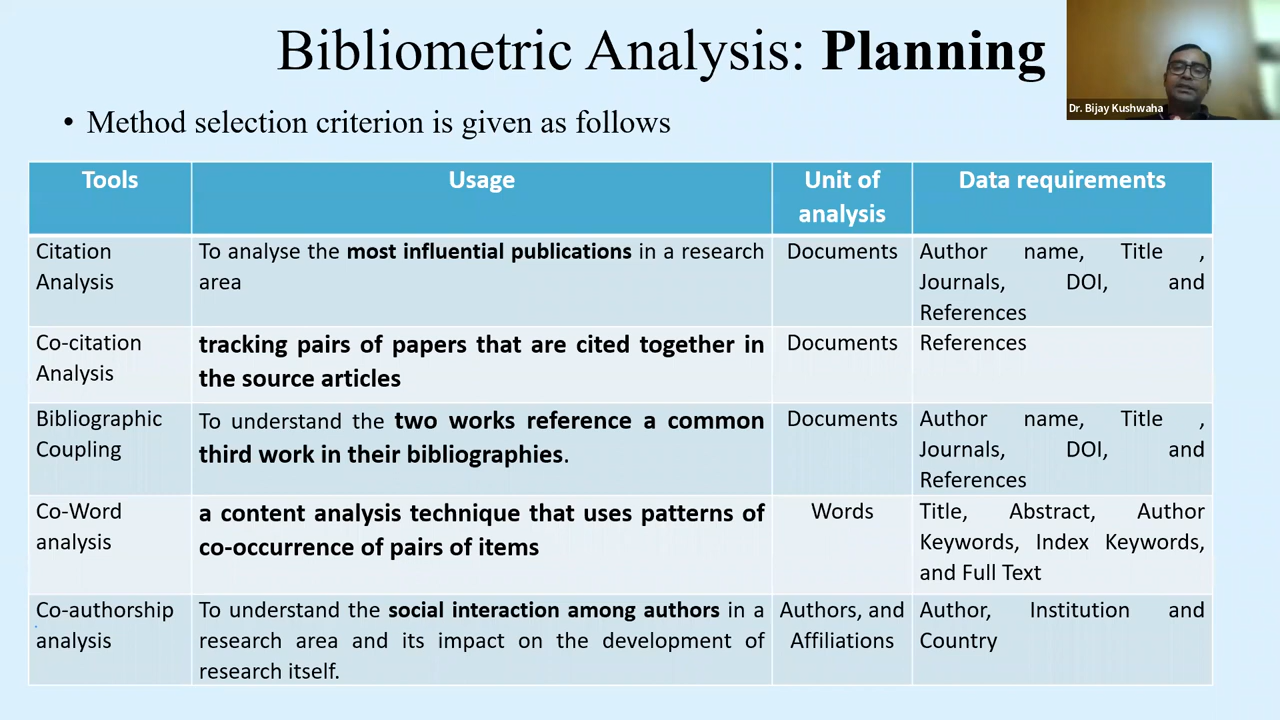 Bibliometric Analysis: Planning
Dr. Bijay Kushwaha
• Method selection criterion is given as follows
Tools
Usage
Unit of
analysis
Data requirements
Citation
Analysis
To analyse the most influential publications in a research
area
Documents
Author name, Title ,
Journals, DOI, and
References
Co-citation
Analysis
tracking pairs of papers that are cited together in
the source articles
Documents
References
Bibliographic
Coupling
To understand the two works reference a common
third work in their bibliographies.
Documents
Author name, Title ,
Journals, DOI, and
References
Co-Word
analysis
a content analysis technique that uses patterns of
co-occurrence of pairs of items
Words
Title, Abstract, Author
Keywords, Index Keywords,
and Full Text
Co-authorship
analysis
To understand the social interaction among authors in a
research area and its impact on the development of
research itself.
Authors, and
Affiliations
Author, Institution and
Country